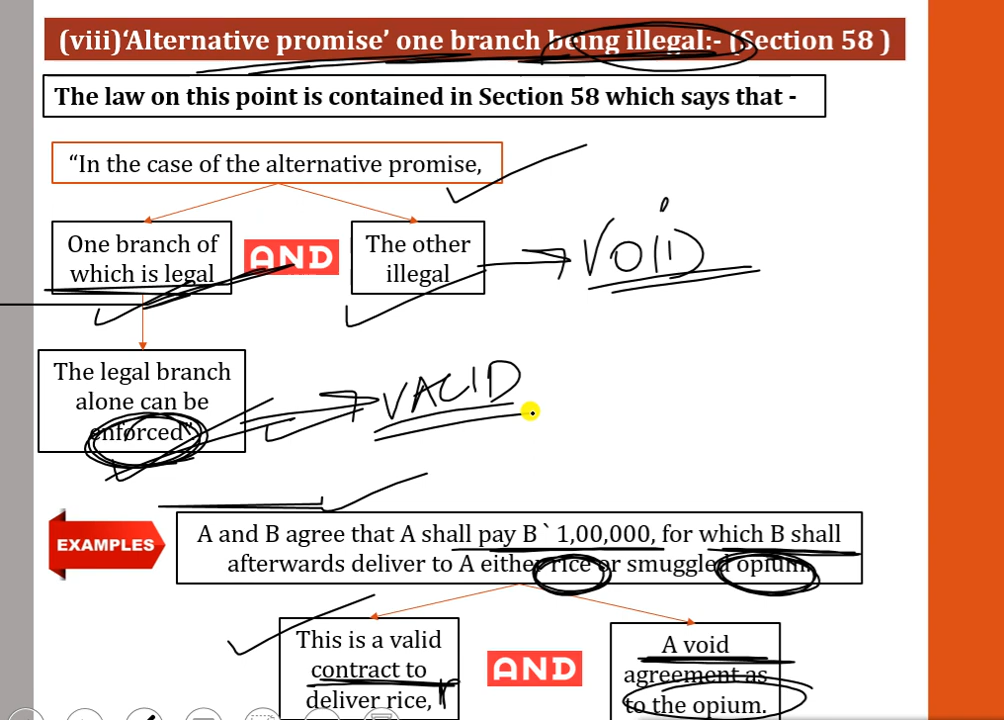 (viii)‘Alternative promise’ one branch being illegal:- (Section 58 )
The law on this point is contained in Section 58 which says that -
“In the case of the alternative promise,
One branch of
which is legal
AND
The other
illegal
VOID
The legal branch
alone can be
enforced”.
VALID
EXAMPLES
A and B agree that A shall pay B ` 1,00,000, for which B shall
afterwards deliver to A either rice or smuggled opium.
This is a valid
contract to
deliver rice,
AND
A void
agreement as
to the opium.